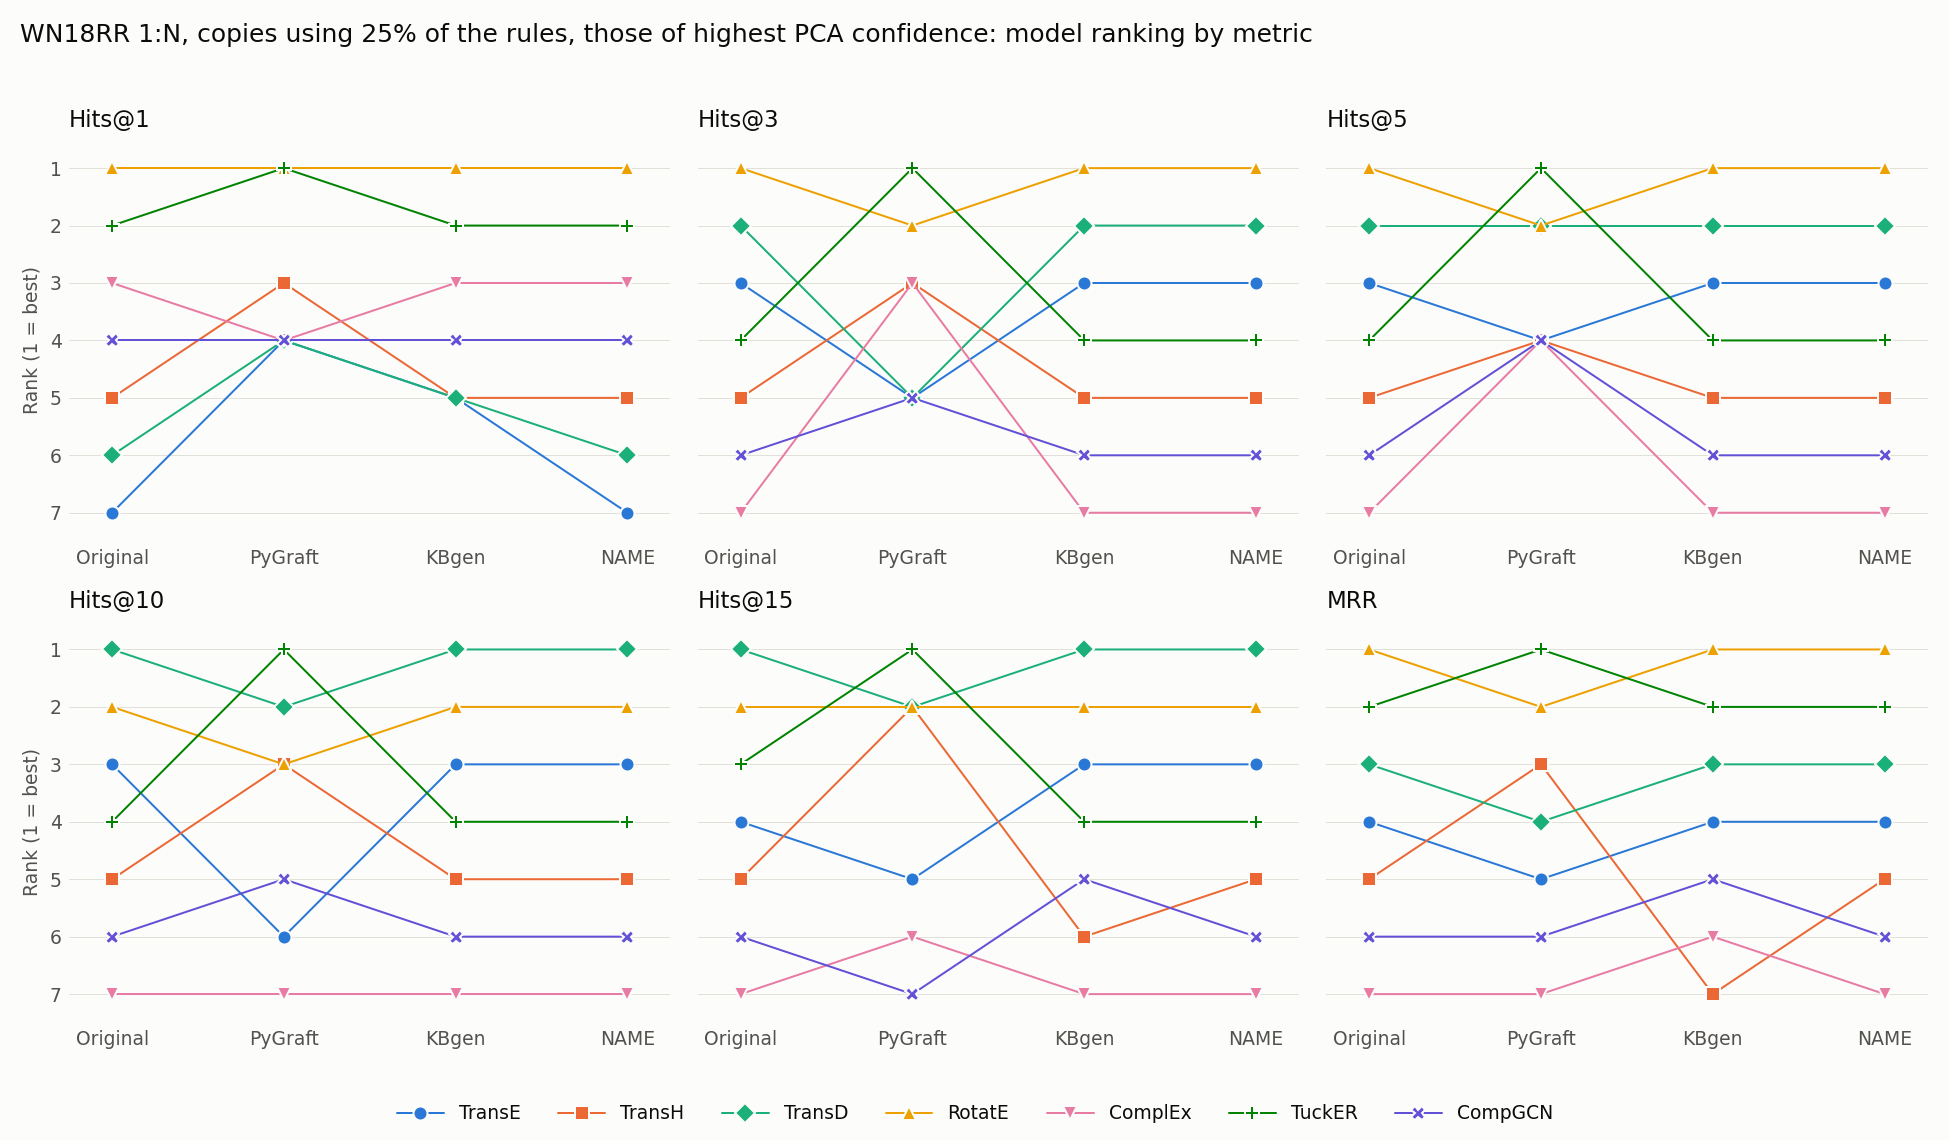 WN18RR 1:N, copies using 25% of the rules, those of highest PCA confidence: model ranking by metric
Hits@1
Hits@3
Hits@5
Rank (1 = best)
1
2
3
4
5
6
7
Original PyGraft KBgen NAME
Original PyGraft KBgen NAME
Original PyGraft KBgen NAME
Hits@10
Hits@15
MRR
Rank (1 = best)
1
2
3
4
5
6
7
Original PyGraft KBgen NAME
Original PyGraft KBgen NAME
Original PyGraft KBgen NAME
TransE TransH TransD RotatE ComplEx TuckER CompGCN